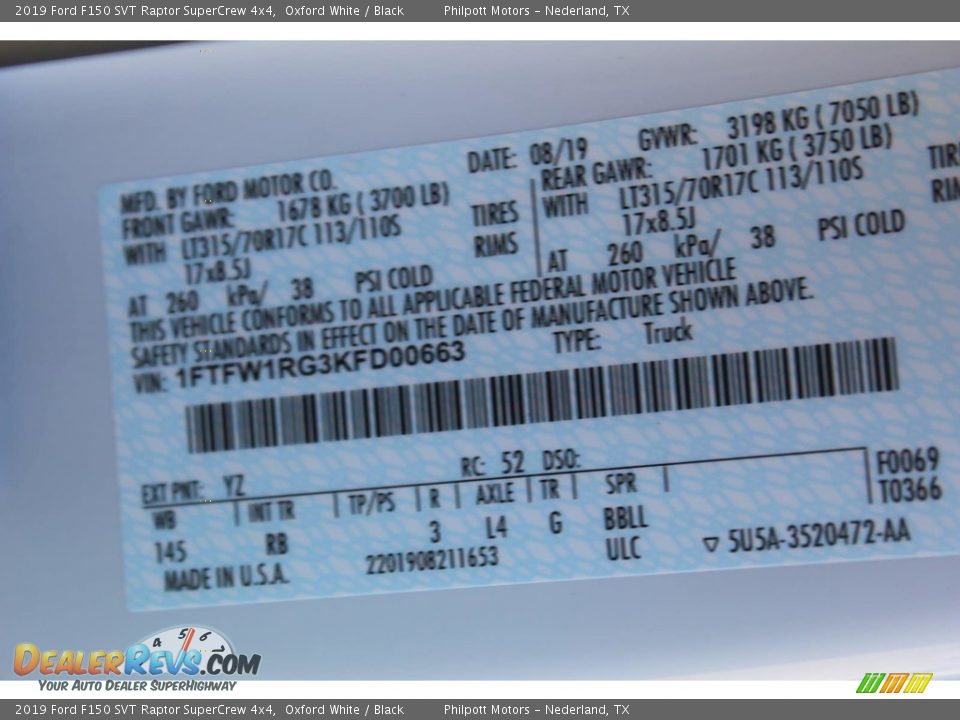 2019 Ford F150 SVT Raptor SuperCrew 4x4, Oxford White / Black Philpott Motors – Nederland, TX
MFD. BY FORD MOTOR CO. DATE: 08/19 GVWR: 3198 KG ( 7050 LB)
FRONT GAWR: 1678 KG ( 3700 LB) REAR GAWR: 1701 KG ( 3750 LB)
WITH LT315/70R17C 113/110S TIRES WITH LT315/70R17C 113/110S TIRE
17x8.5J RIMS 17x8.5J RIM
AT 260 kPa/ 38 PSI COLD AT 260 kPa/ 38 PSI COLD
THIS VEHICLE CONFORMS TO ALL APPLICABLE FEDERAL MOTOR VEHICLE
SAFETY STANDARDS IN EFFECT ON THE DATE OF MANUFACTURE SHOWN ABOVE.
VIN: 1FTFW1RG3KFD00663 TYPE: Truck
EXT PNT: YZ RC: 52 DSO: F0069
WB INT TR TP/PS R AXLE TR SPR T0366
145 RB 3 L4 G BBLL
MADE IN U.S.A. 2201908211653 ULC ▽ 5U5A-3520472-AA
4 5 6 7
DEALERREVS.COM
YOUR AUTO DEALER SUPERHIGHWAY
2019 Ford F150 SVT Raptor SuperCrew 4x4, Oxford White / Black Philpott Motors – Nederland, TX